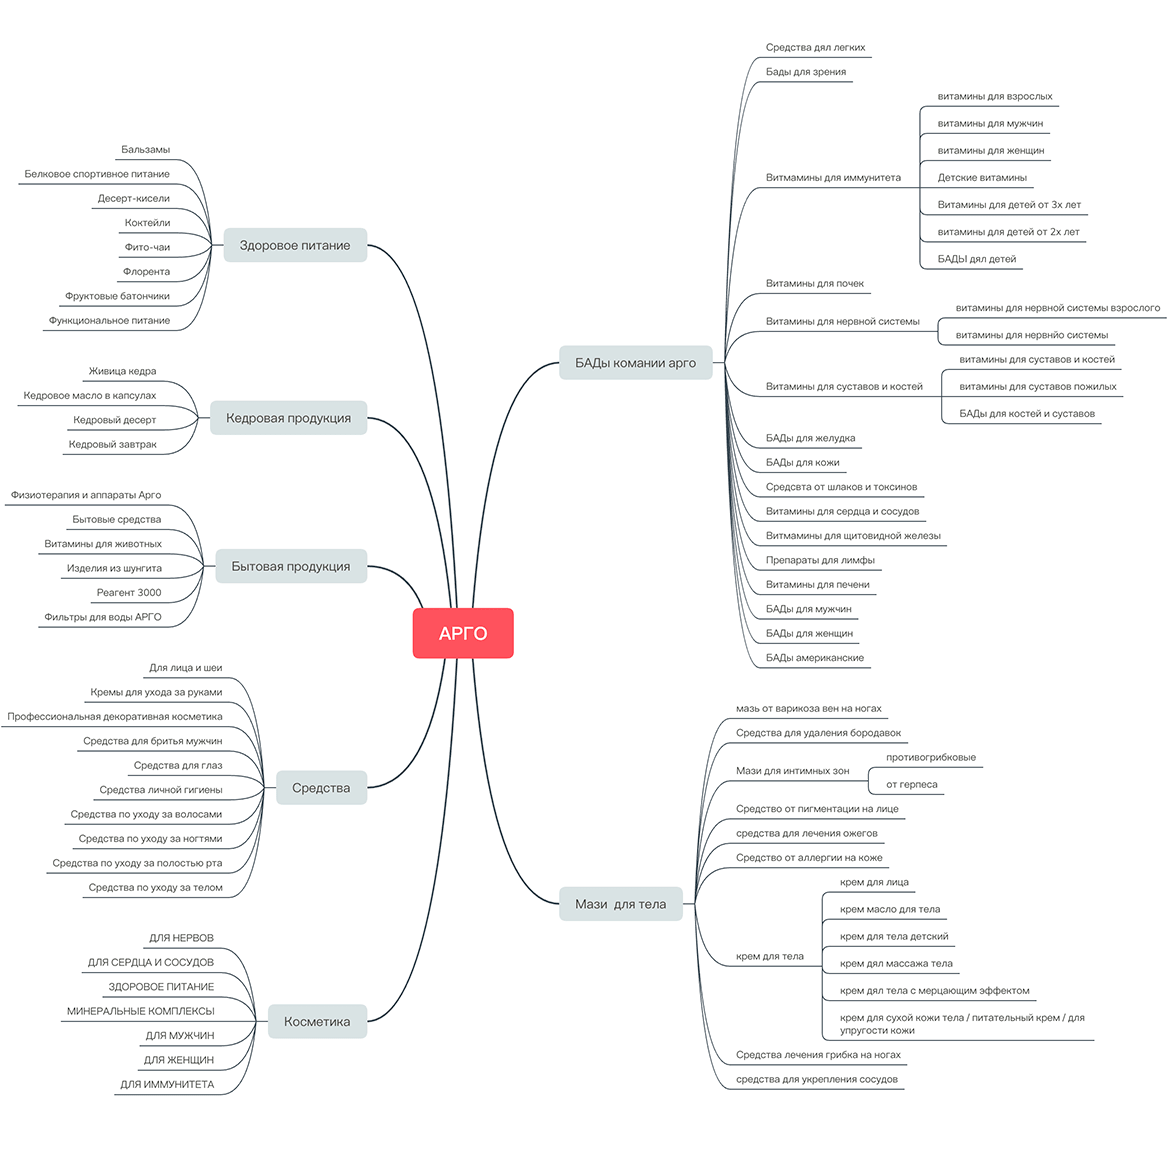 АРГО
Здоровое питание
Бальзамы
Белковое спортивное питание
Десерт-кисели
Коктейли
Фито-чаи
Флорента
Фруктовые батончики
Функциональное питание
Кедровая продукция
Живица кедра
Кедровое масло в капсулах
Кедровый десерт
Кедровый завтрак
Бытовая продукция
Физиотерапия и аппараты Арго
Бытовые средства
Витамины для животных
Изделия из шунгита
Реагент 3000
Фильтры для воды АРГО
Средства
Для лица и шеи
Кремы для ухода за руками
Профессиональная декоративная косметика
Средства для бритья мужчин
Средства для глаз
Средства личной гигиены
Средства по уходу за волосами
Средства по уходу за ногтями
Средства по уходу за полостью рта
Средства по уходу за телом
Косметика
ДЛЯ НЕРВОВ
ДЛЯ СЕРДЦА И СОСУДОВ
ЗДОРОВОЕ ПИТАНИЕ
МИНЕРАЛЬНЫЕ КОМПЛЕКСЫ
ДЛЯ МУЖЧИН
ДЛЯ ЖЕНЩИН
ДЛЯ ИММУНИТЕТА
БАДы комании арго
Средства дял легких
Бады для зрения
Витмамины для иммунитета
витамины для взрослых
витамины для мужчин
витамины для женщин
Детские витамины
Витамины для детей от 3х лет
витамины для детей от 2х лет
БАДЫ дял детей
Витамины для почек
Витамины для нервной системы
витамины для нервной системы взрослого
витамины для нервнйо системы
Витамины для суставов и костей
витамины для суставов и костей
витамины для суставов пожилых
БАДы для костей и суставов
БАДы для желудка
БАДы для кожи
Средсвта от шлаков и токсинов
Витамины для сердца и сосудов
Витмамины для щитовидной железы
Препараты для лимфы
Витамины для печени
БАДы для мужчин
БАДы для женщин
БАДы американские
Мази для тела
мазь от варикоза вен на ногах
Средства для удаления бородавок
Мази для интимных зон
противогрибковые
от герпеса
Средство от пигментации на лице
средства для лечения ожегов
Средство от аллергии на коже
крем для тела
крем для лица
крем масло для тела
крем для тела детский
крем дял массажа тела
крем дял тела с мерцающим эффектом
крем для сухой кожи тела / питательный крем / для
упругости кожи
Средства лечения грибка на ногах
средства для укрепления сосудов